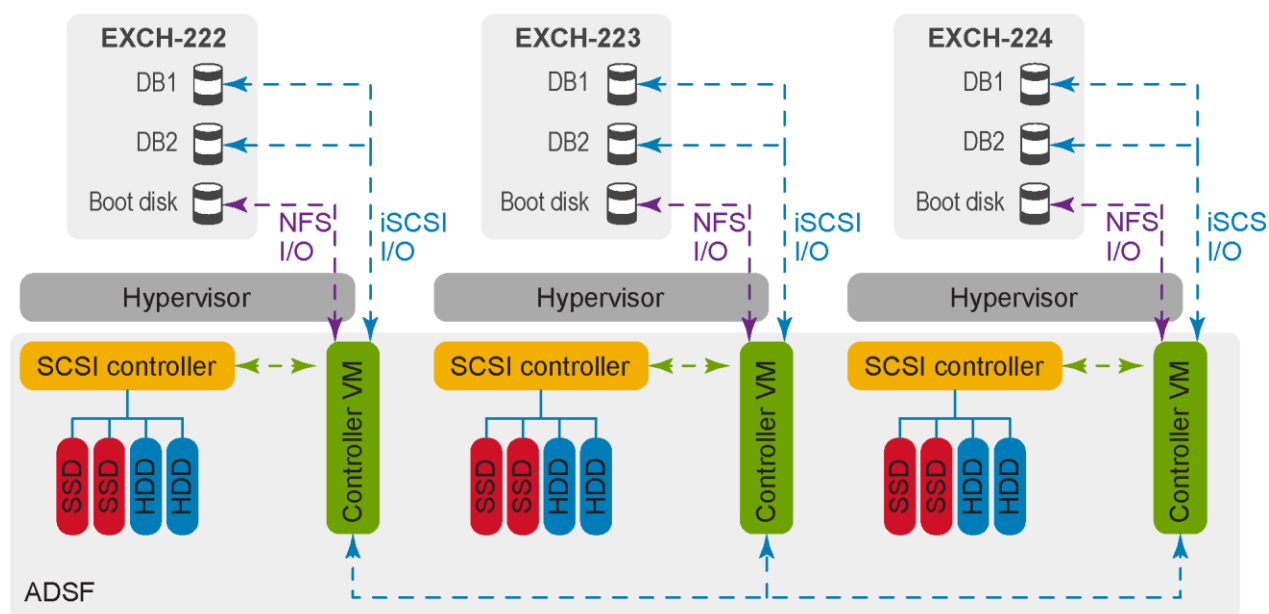 EXCH-222
DB1
DB2
Boot disk
NFS
I/O
iSCSI
I/O
Hypervisor
SCSI controller
SSD
SSD
HDD
HDD
Controller VM
EXCH-223
DB1
DB2
Boot disk
NFS
I/O
iSCSI
I/O
Hypervisor
SCSI controller
SSD
SSD
HDD
HDD
Controller VM
EXCH-224
DB1
DB2
Boot disk
NFS
I/O
iSCS
I/O
Hypervisor
SCSI controller
SSD
SSD
HDD
HDD
Controller VM
ADSF